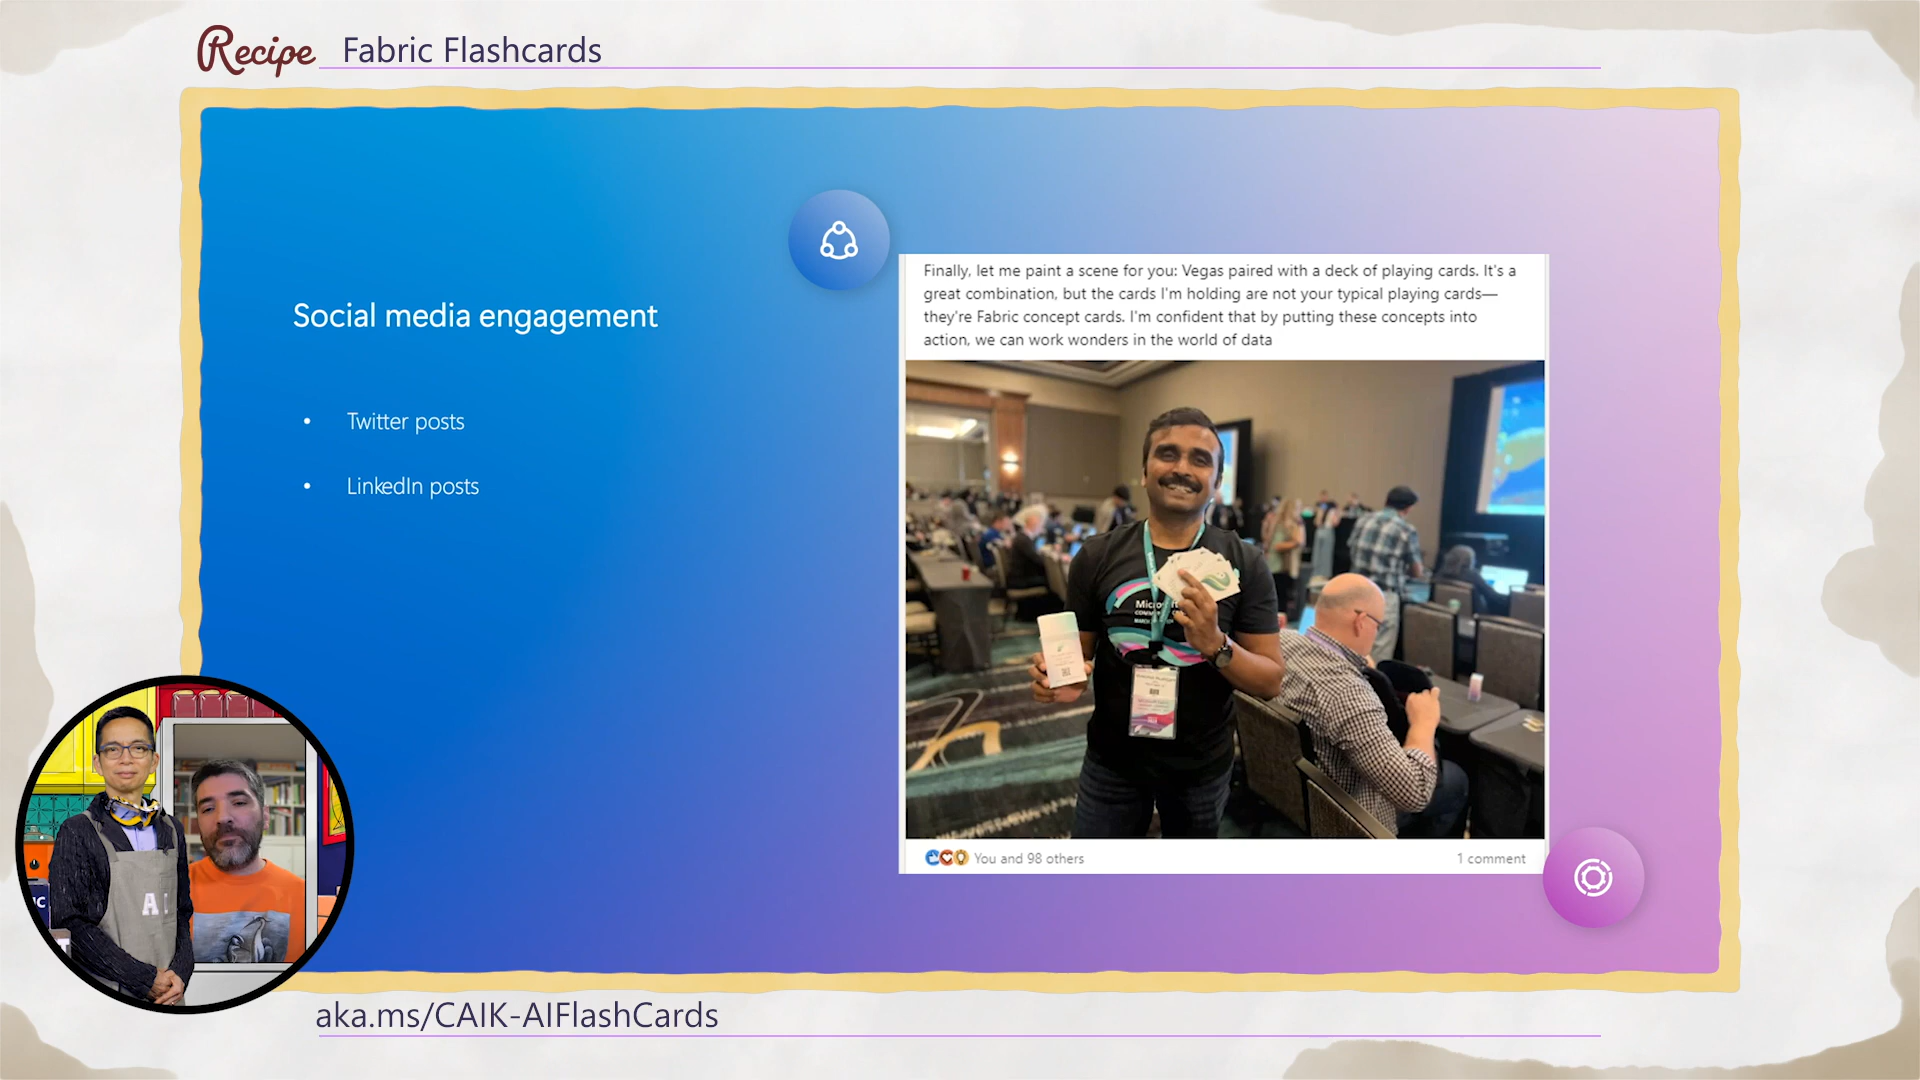 Recipe Fabric Flashcards
Finally, let me paint a scene for you: Vegas paired with a deck of playing cards. It's a
great combination, but the cards I'm holding are not your typical playing cards—
they're Fabric concept cards. I'm confident that by putting these concepts into
action, we can work wonders in the world of data
Social media engagement
• Twitter posts
• LinkedIn posts
You and 98 others
1 comment
aka.ms/CAIK-AIFlashCards